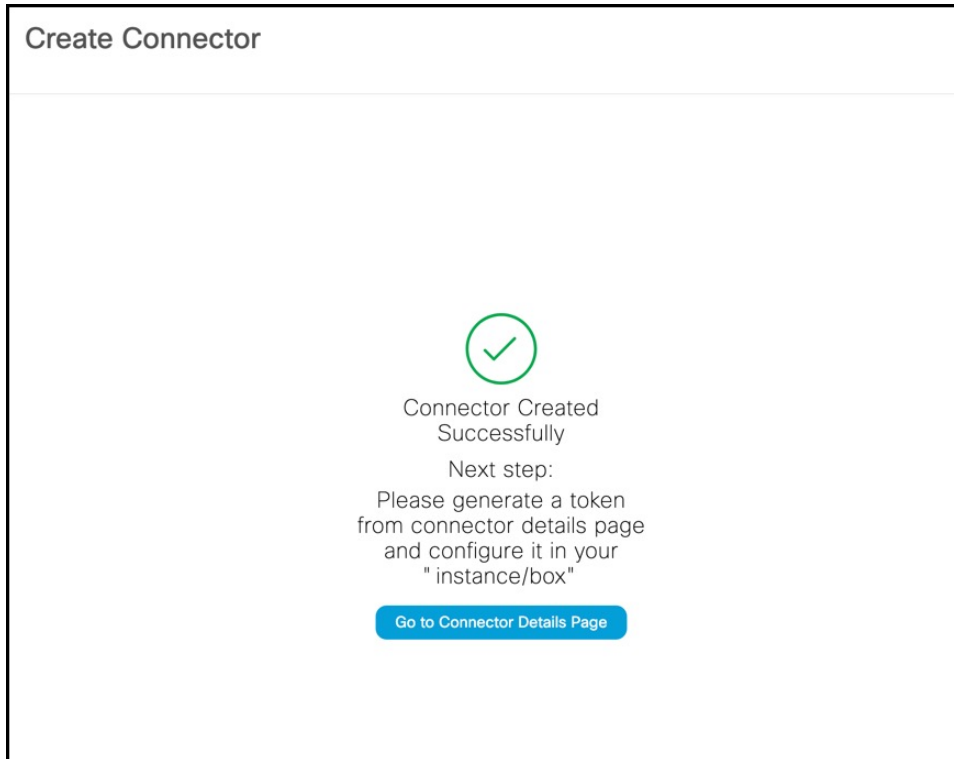 Create Connector
Connector Created
Successfully
Next step:
Please generate a token
from connector details page
and configure it in your
" instance/box"
Go to Connector Details Page